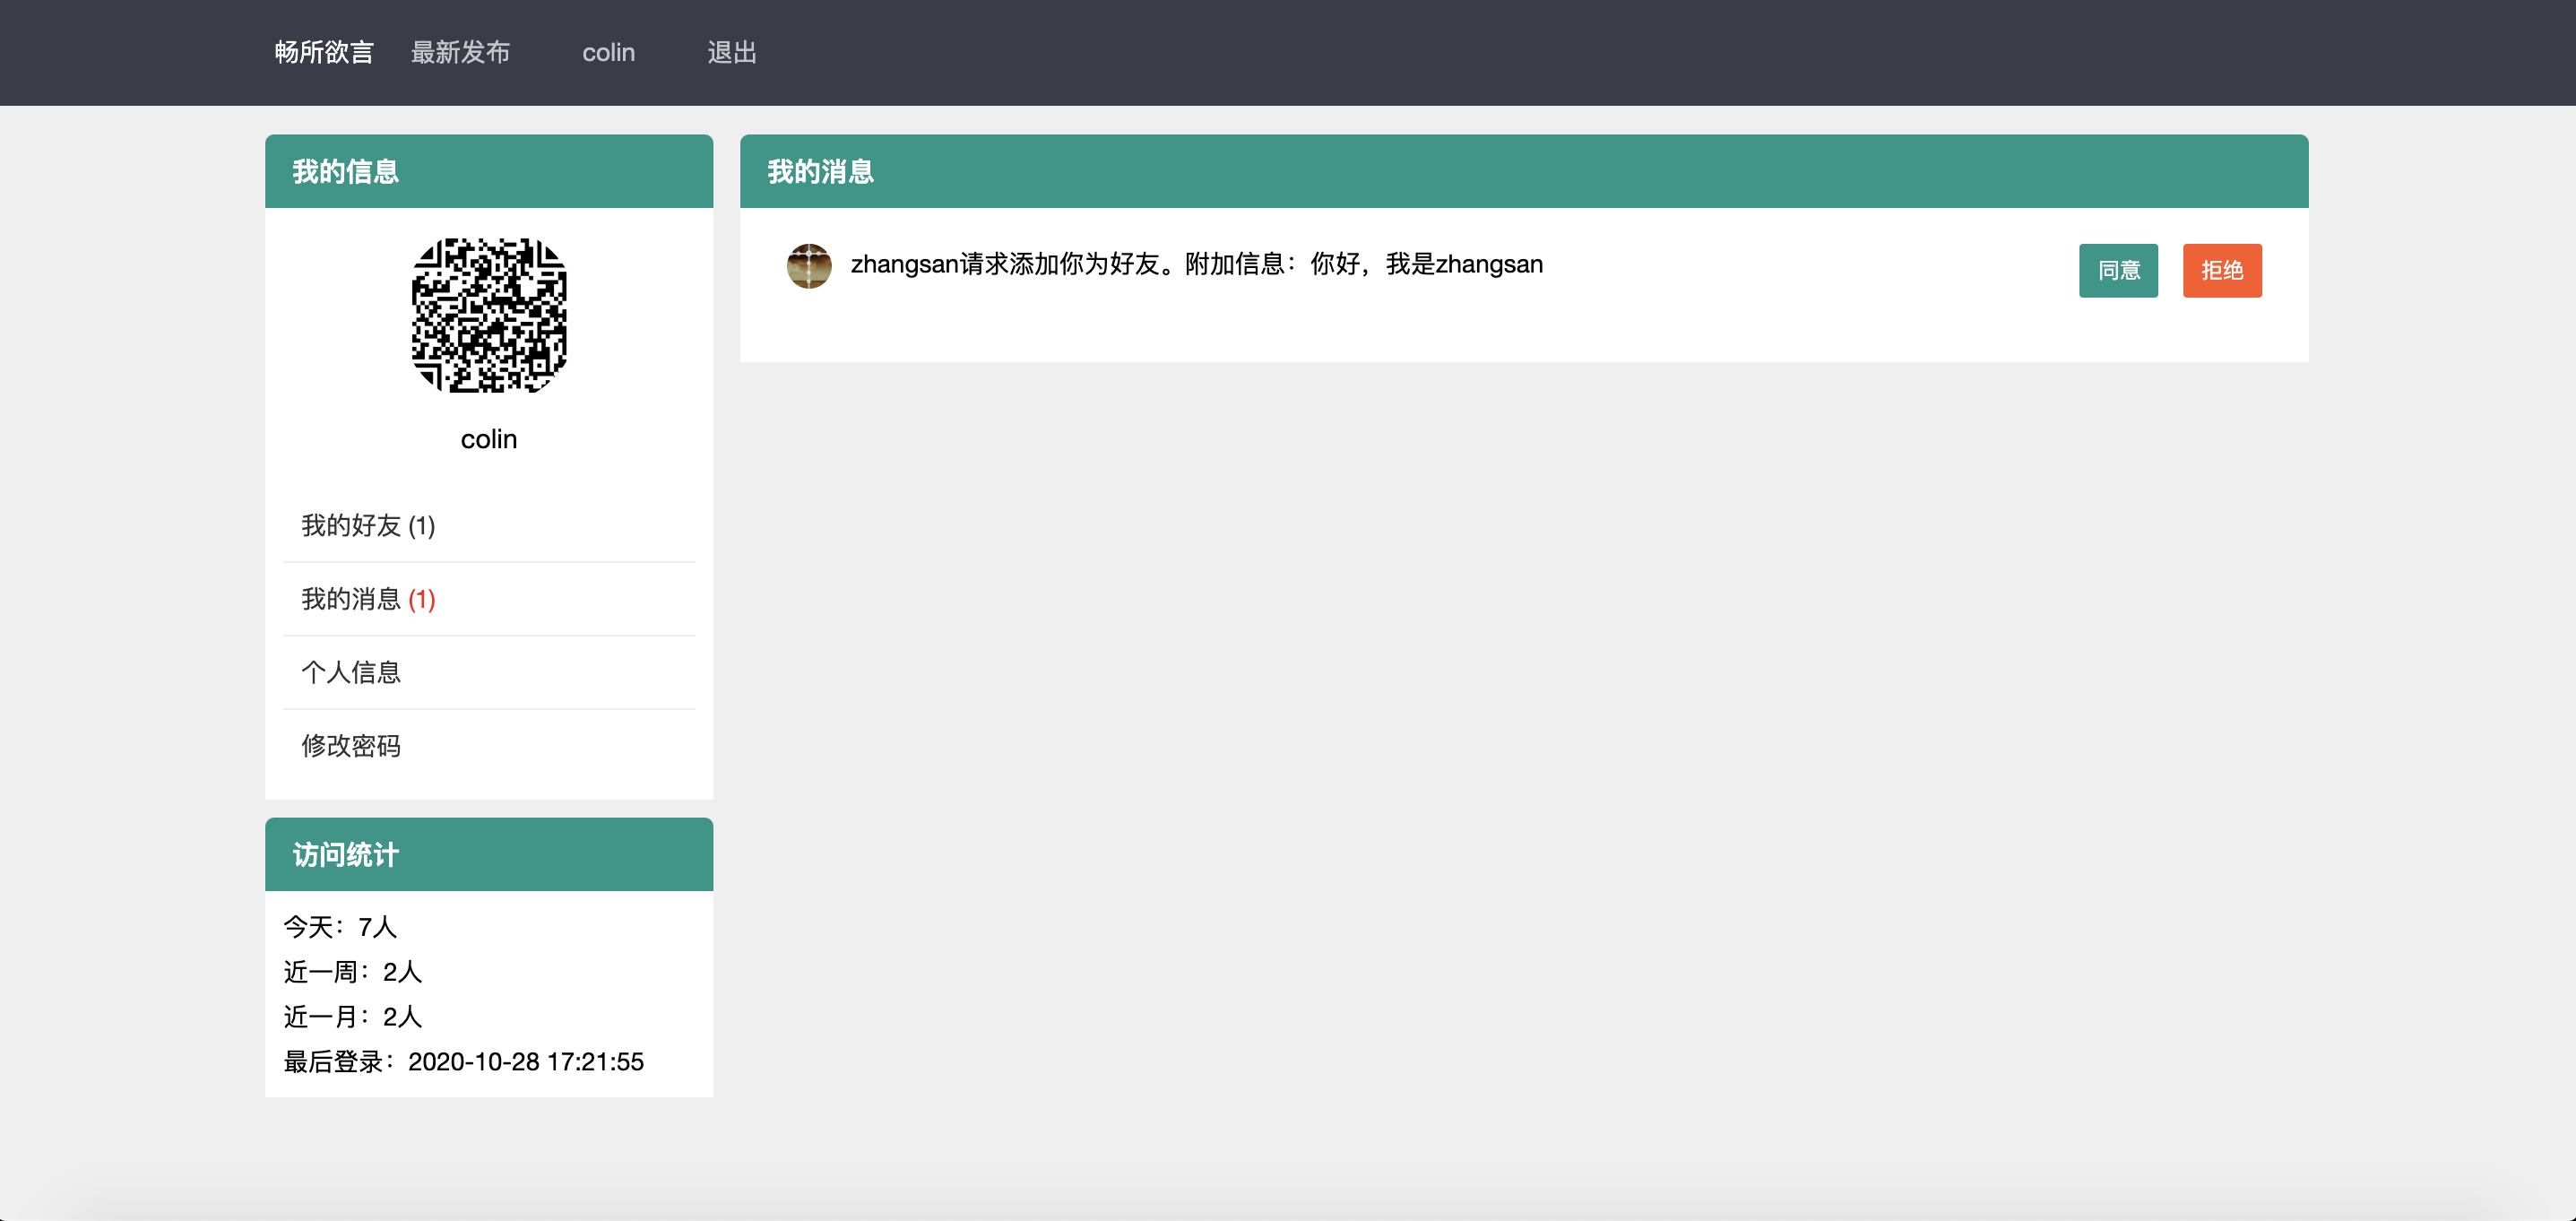 畅所欲言 最新发布 colin 退出
我的信息
colin
我的好友 (1)
我的消息 (1)
个人信息
修改密码
访问统计
今天：7人
近一周：2人
近一月：2人
最后登录：2020-10-28 17:21:55
我的消息
zhangsan请求添加你为好友。附加信息：你好，我是zhangsan 同意 拒绝